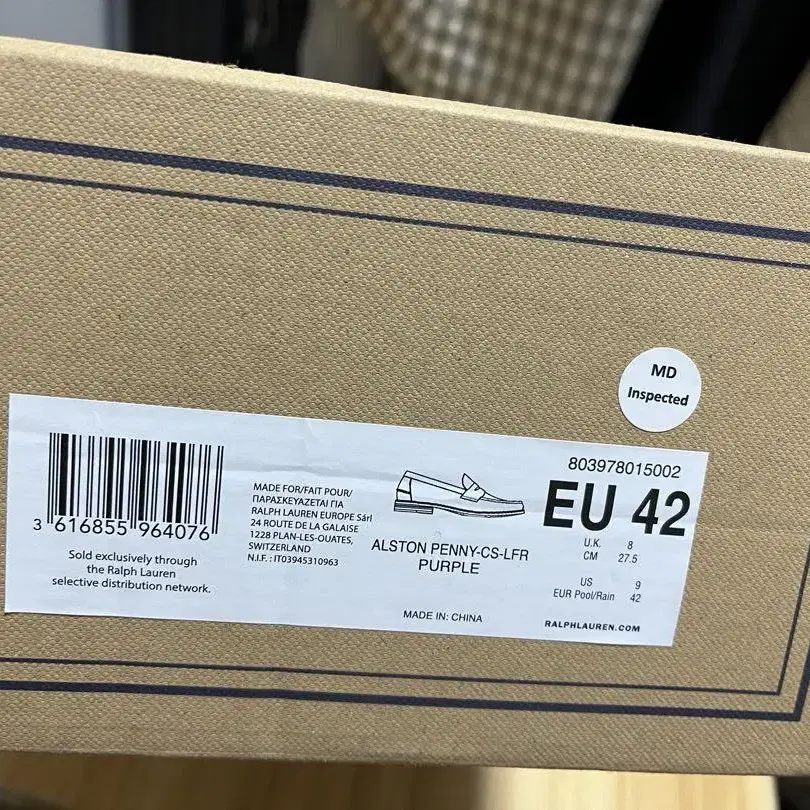 MD
Inspected
3 616855 964076
Sold exclusively through
the Ralph Lauren
selective distribution network.
MADE FOR/FAIT POUR/
ΠΑΡΑΣΚΕΥΑΖΕΤΑΙ ΓΙΑ
RALPH LAUREN EUROPE Sárl
24 ROUTE DE LA GALAISE
1228 PLAN-LES-OUATES,
SWITZERLAND
N.I.F. : IT03945310963
ALSTON PENNY-CS-LFR
PURPLE
MADE IN: CHINA
803978015002
EU 42
U.K. 8
CM 27.5
US 9
EUR Pool/Rain 42
RALPHLAUREN.COM